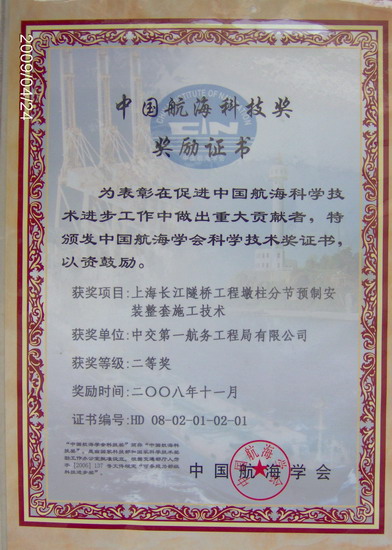 2009/04/24
中国航海科技奖
奖励证书
为表彰在促进中国航海科学技
术进步工作中做出重大贡献者，特
颁发中国航海学会科学技术奖证书，
以资鼓励。
获奖项目：上海长江隧桥工程墩柱分节预制安
装整套施工技术
获奖单位：中交第一航务工程局有限公司
获奖等级：二等奖
奖励时间：二〇〇八年十一月
证书编号：HD 08-02-01-02-01
中国航海学会
中国航海学会